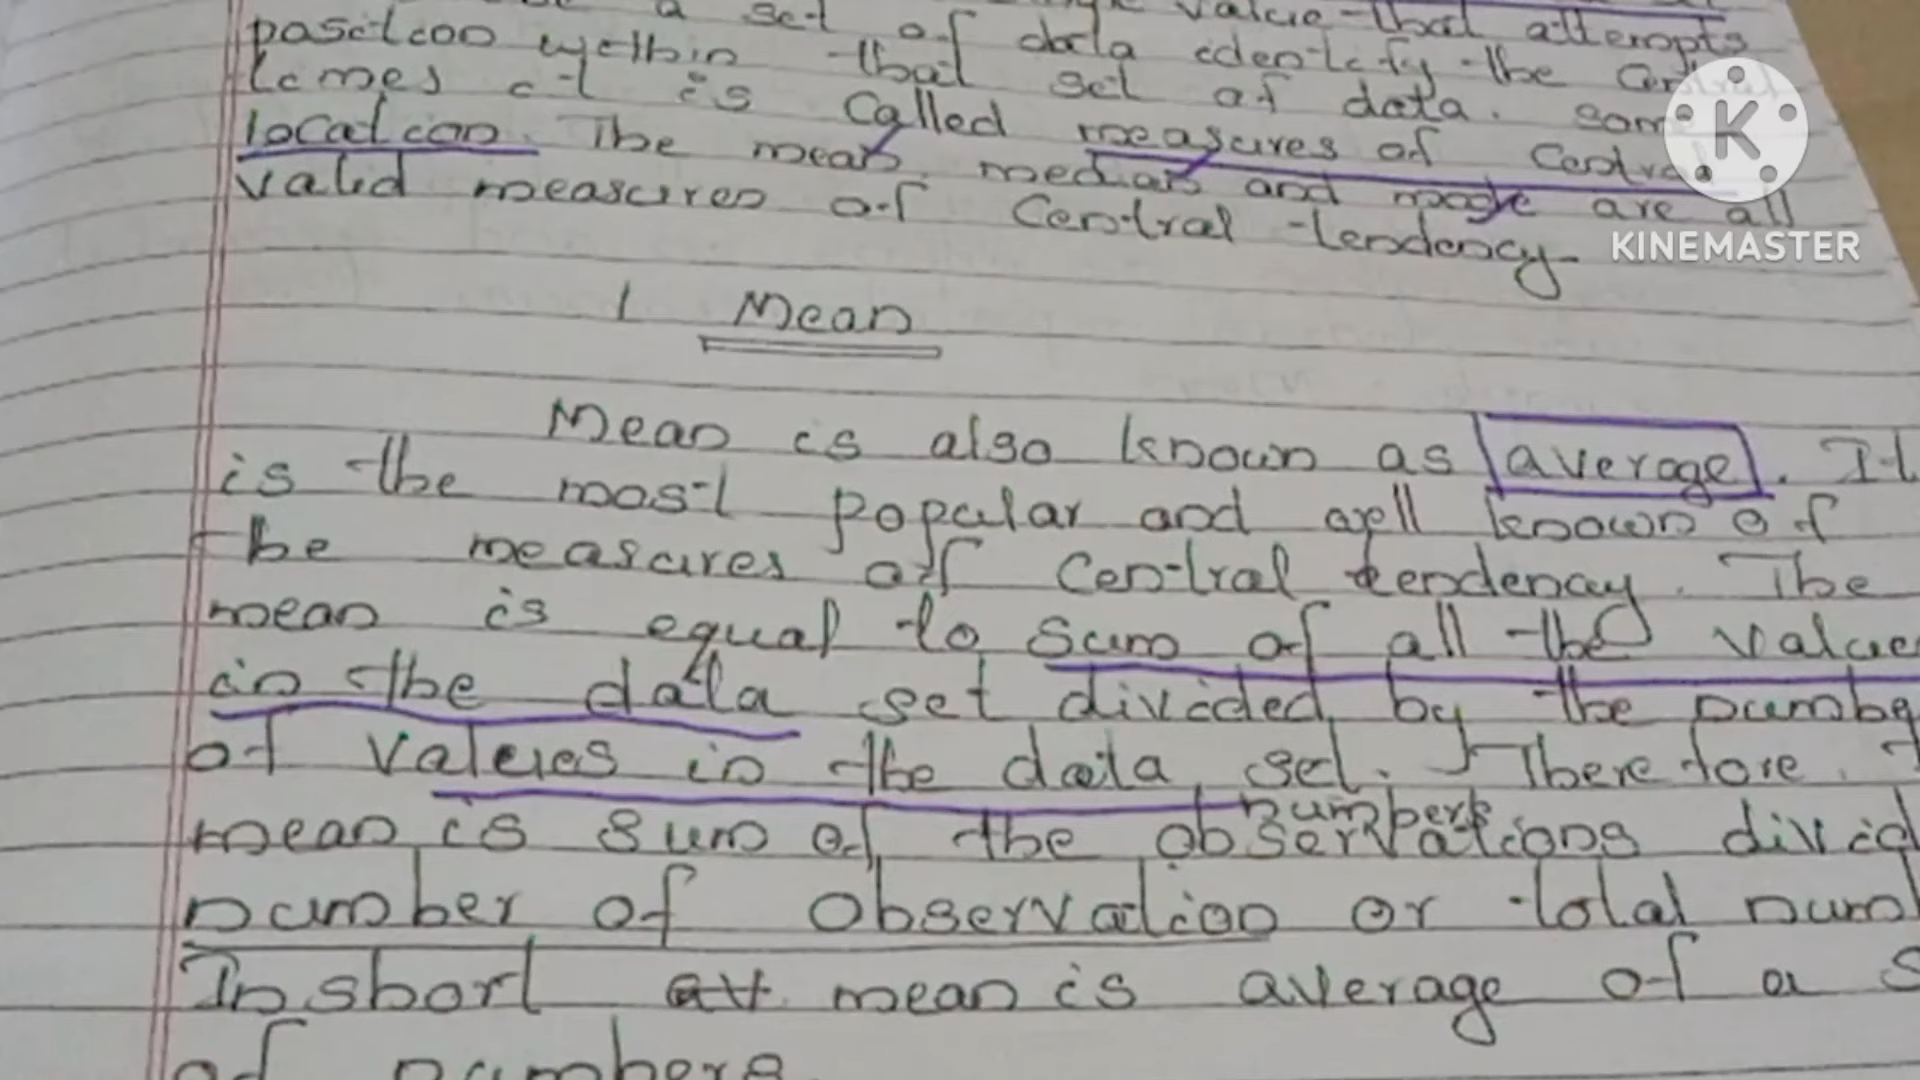 a set of data value that attempts
position within that set of data identify the Central
times it is Called measures of Central
location. The mean, median and mode are all
valid measures of Central tendency
1 Mean
Mean is also known as average. It
is the most popular and well known of
the measures of Central tendency. The
mean is equal to Sum of all the value
in the data set divided by the numbe
of values in the data set. Therefore
numbers
mean is Sum of the observations divid
number of Observation or total num
In short mean is average of a s
of numbers
K
KINEMASTER